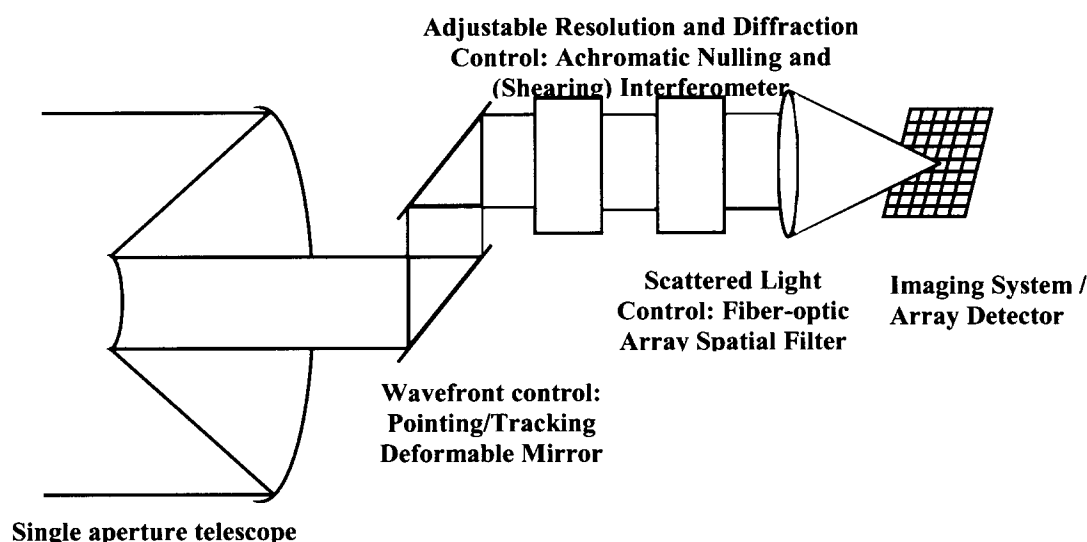 Adjustable Resolution and Diffraction
Control: Achromatic Nulling and
(Shearing) Interferometer
Scattered Light
Control: Fiber-optic
Array Spatial Filter
Imaging System /
Array Detector
Wavefront control:
Pointing/Tracking
Deformable Mirror
Single aperture telescope